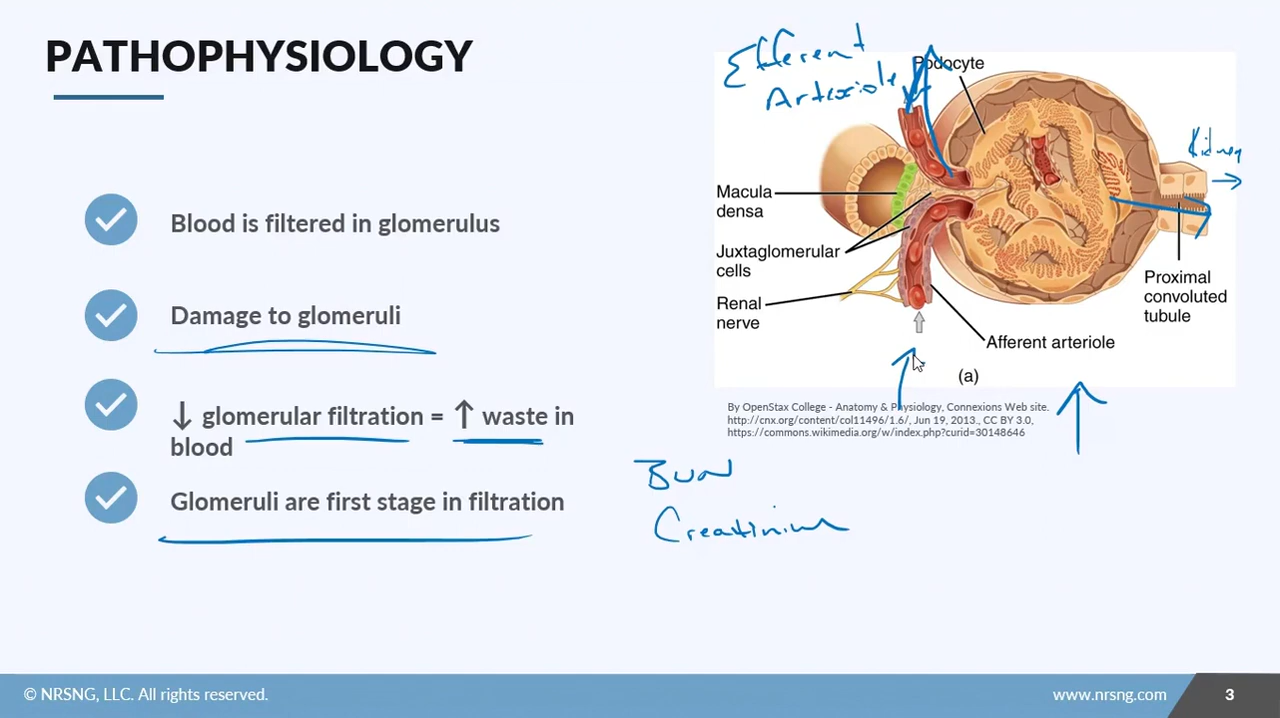 PATHOPHYSIOLOGY
Blood is filtered in glomerulus
Damage to glomeruli
↓ glomerular filtration = ↑ waste in
blood
Glomeruli are first stage in filtration
Efferent
Arteriole
Podocyte
Kidney
Macula
densa
Juxtaglomerular
cells
Renal
nerve
Proximal
convoluted
tubule
Afferent arteriole
(a)
By OpenStax College - Anatomy & Physiology, Connexions Web site.
http://cnx.org/content/col11496/1.6/, Jun 19, 2013., CC BY 3.0,
https://commons.wikimedia.org/w/index.php?curid=30148646
BUN
Creatinine
© NRSNG, LLC. All rights reserved.
www.nrsng.com
3